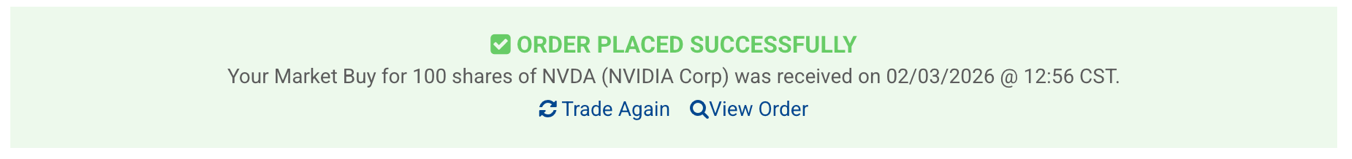 ORDER PLACED SUCCESSFULLY
Your Market Buy for 100 shares of NVDA (NVIDIA Corp) was received on 02/03/2026 @ 12:56 CST.
Trade Again View Order